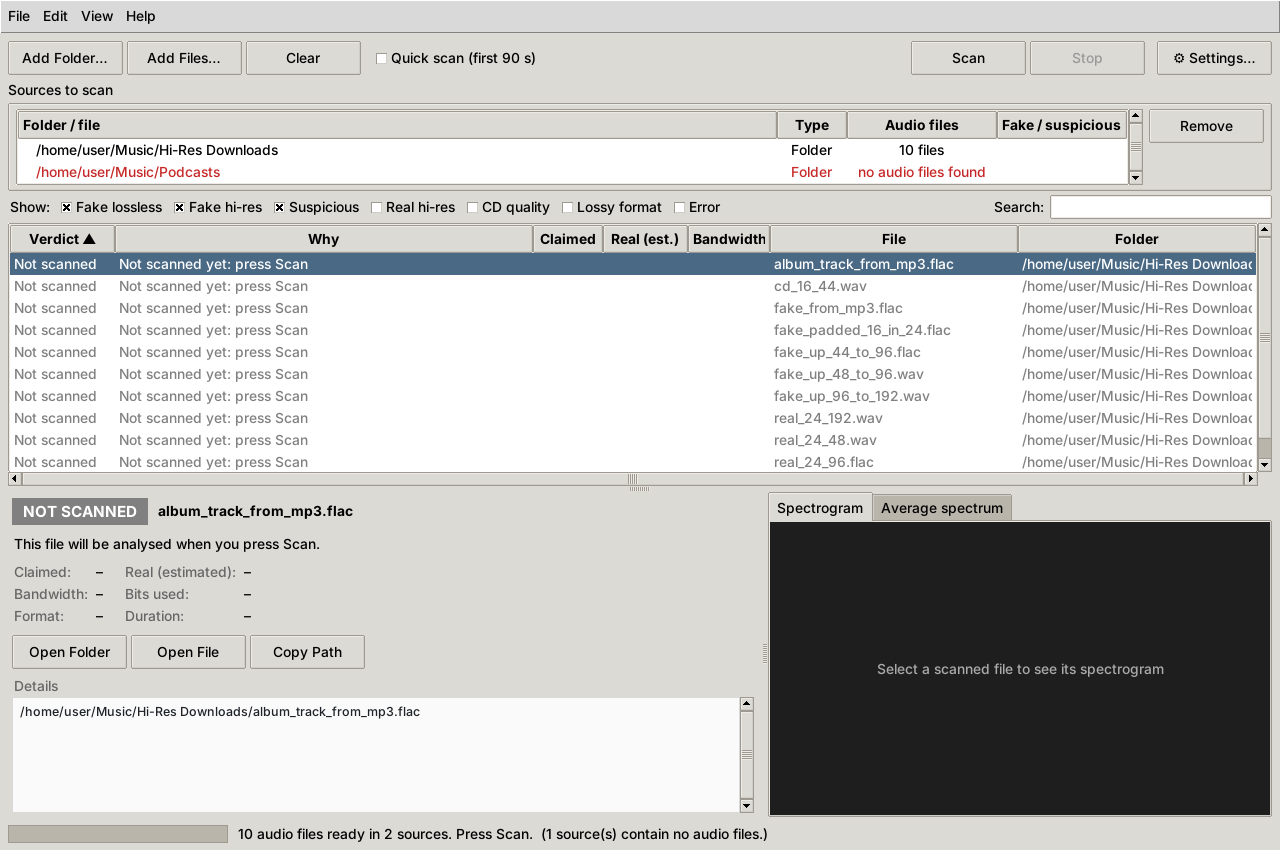 File Edit View Help
Add Folder... Add Files... Clear Quick scan (first 90 s) Scan Stop ⚙ Settings...
Sources to scan
Folder / file Type Audio files Fake / suspicious Remove
/home/user/Music/Hi-Res Downloads Folder 10 files
/home/user/Music/Podcasts Folder no audio files found
Show: Fake lossless Fake hi-res Suspicious Real hi-res CD quality Lossy format Error Search:
Verdict ▲ Why Claimed Real (est.) Bandwidth File Folder
Not scanned Not scanned yet: press Scan album_track_from_mp3.flac /home/user/Music/Hi-Res Downloac
Not scanned Not scanned yet: press Scan cd_16_44.wav /home/user/Music/Hi-Res Downloac
Not scanned Not scanned yet: press Scan fake_from_mp3.flac /home/user/Music/Hi-Res Downloac
Not scanned Not scanned yet: press Scan fake_padded_16_in_24.flac /home/user/Music/Hi-Res Downloac
Not scanned Not scanned yet: press Scan fake_up_44_to_96.flac /home/user/Music/Hi-Res Downloac
Not scanned Not scanned yet: press Scan fake_up_48_to_96.wav /home/user/Music/Hi-Res Downloac
Not scanned Not scanned yet: press Scan fake_up_96_to_192.wav /home/user/Music/Hi-Res Downloac
Not scanned Not scanned yet: press Scan real_24_192.wav /home/user/Music/Hi-Res Downloac
Not scanned Not scanned yet: press Scan real_24_48.wav /home/user/Music/Hi-Res Downloac
Not scanned Not scanned yet: press Scan real_24_96.flac /home/user/Music/Hi-Res Downloac
NOT SCANNED album_track_from_mp3.flac
This file will be analysed when you press Scan.
Claimed: – Real (estimated): –
Bandwidth: – Bits used: –
Format: – Duration: –
Open Folder Open File Copy Path
Details
/home/user/Music/Hi-Res Downloads/album_track_from_mp3.flac
Spectrogram Average spectrum
Select a scanned file to see its spectrogram
10 audio files ready in 2 sources. Press Scan. (1 source(s) contain no audio files.)